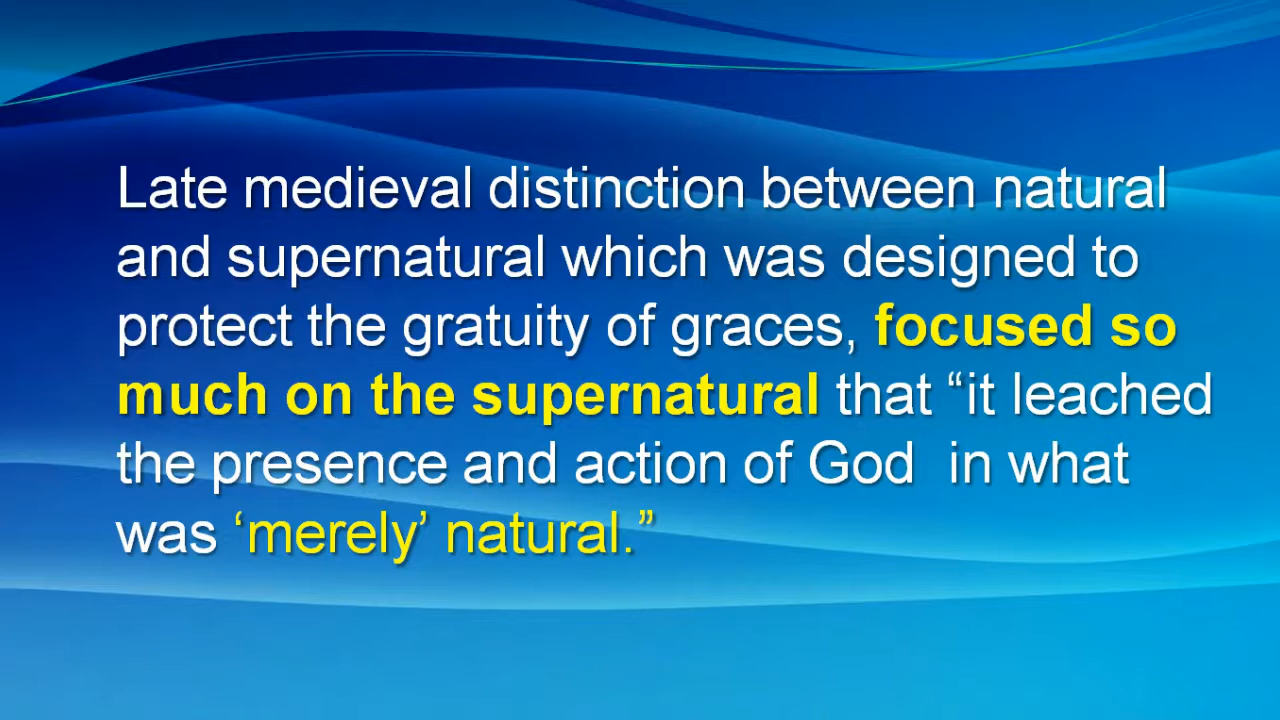 Late medieval distinction between natural
and supernatural which was designed to
protect the gratuity of graces, focused so
much on the supernatural that “it leached
the presence and action of God  in what
was ‘merely’ natural.”